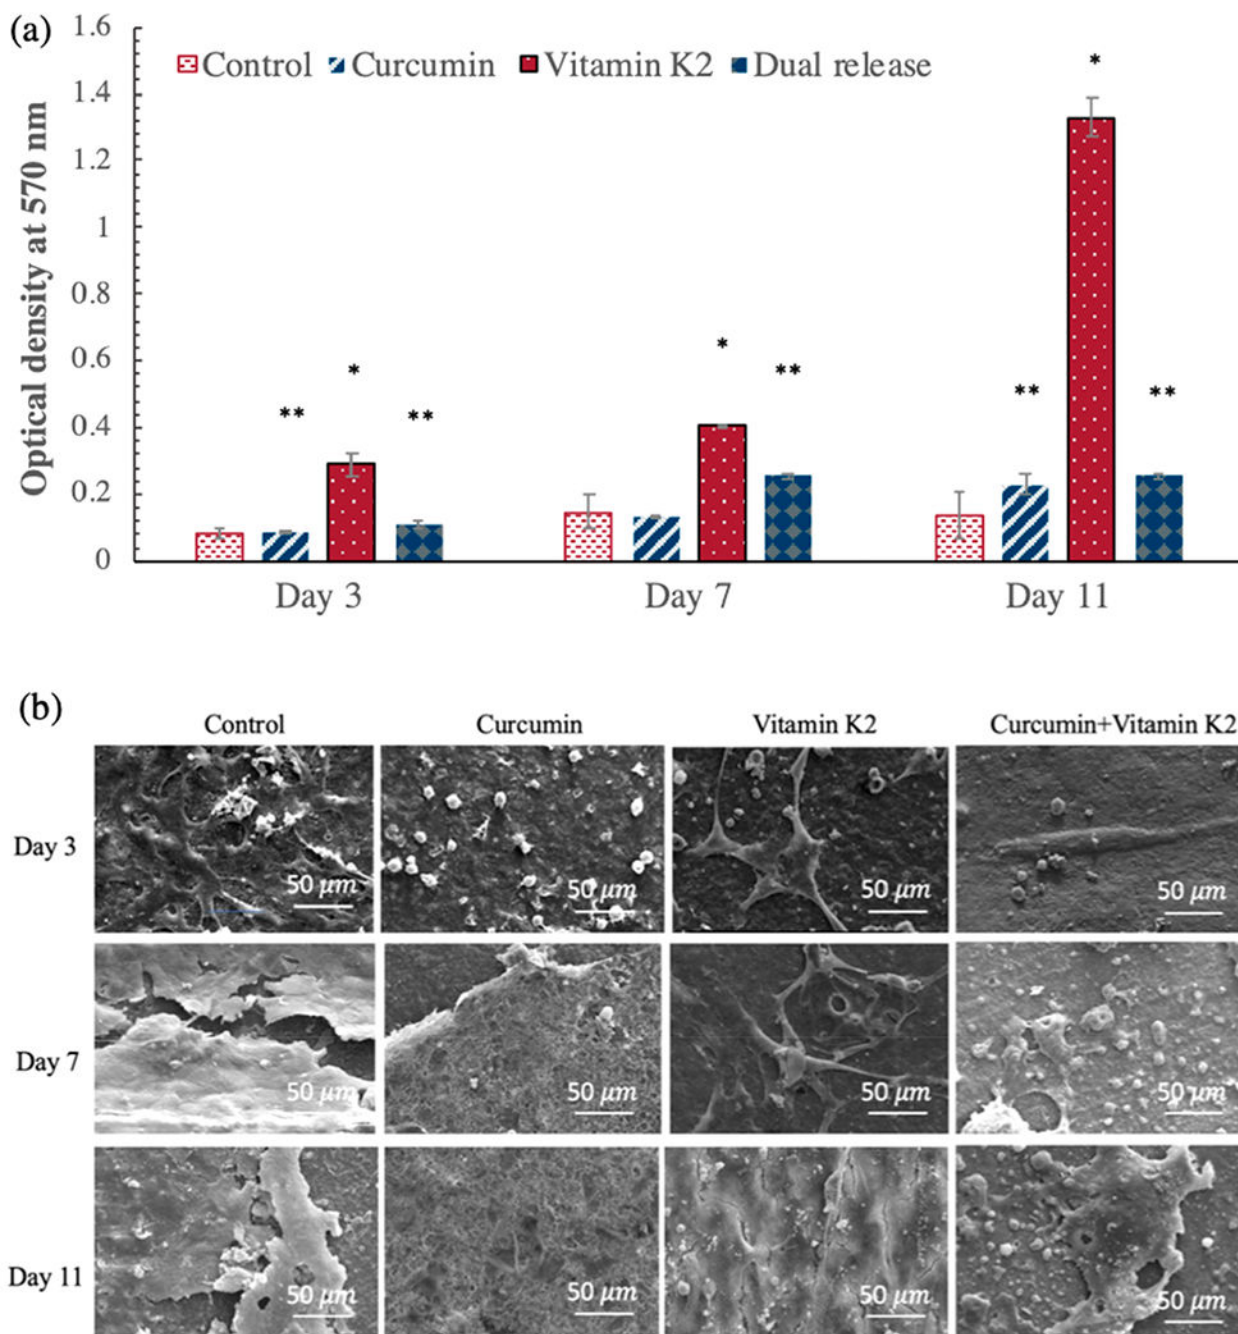 (a)
1.6
1.4
1.2
1
0.8
0.6
0.4
0.2
0
Optical density at 570 nm
Control Curcumin Vitamin K2 Dual release
** * **
* **
** * **
Day 3 Day 7 Day 11
(b)
Control Curcumin Vitamin K2 Curcumin+Vitamin K2
Day 3
50 μm 50 μm 50 μm 50 μm
Day 7
50 μm 50 μm 50 μm 50 μm
Day 11
50 μm 50 μm 50 μm 50 μm